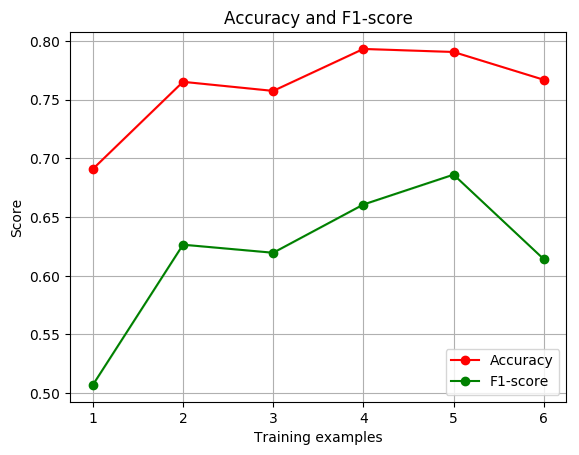 Accuracy and F1-score
0.80
0.75
0.70
0.65
0.60
0.55
0.50
Score
1 2 3 4 5 6
Training examples
Accuracy
F1-score